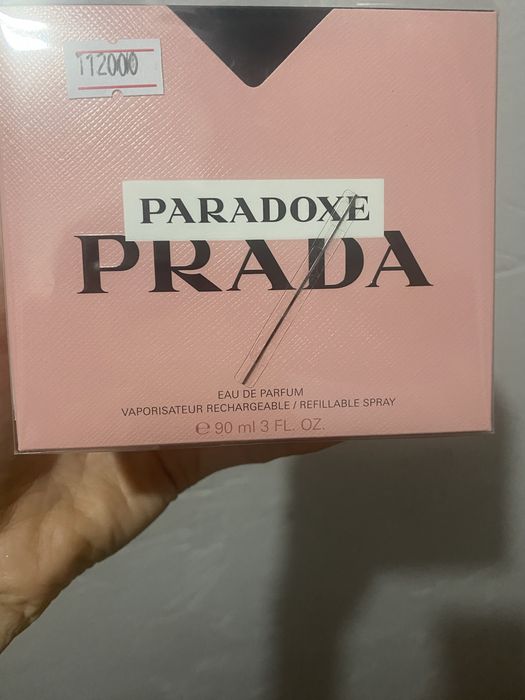 112000
PARADOXE
PRADA
EAU DE PARFUM
VAPORISATEUR RECHARGEABLE / REFILLABLE SPRAY
℮ 90 ml 3 FL. OZ.